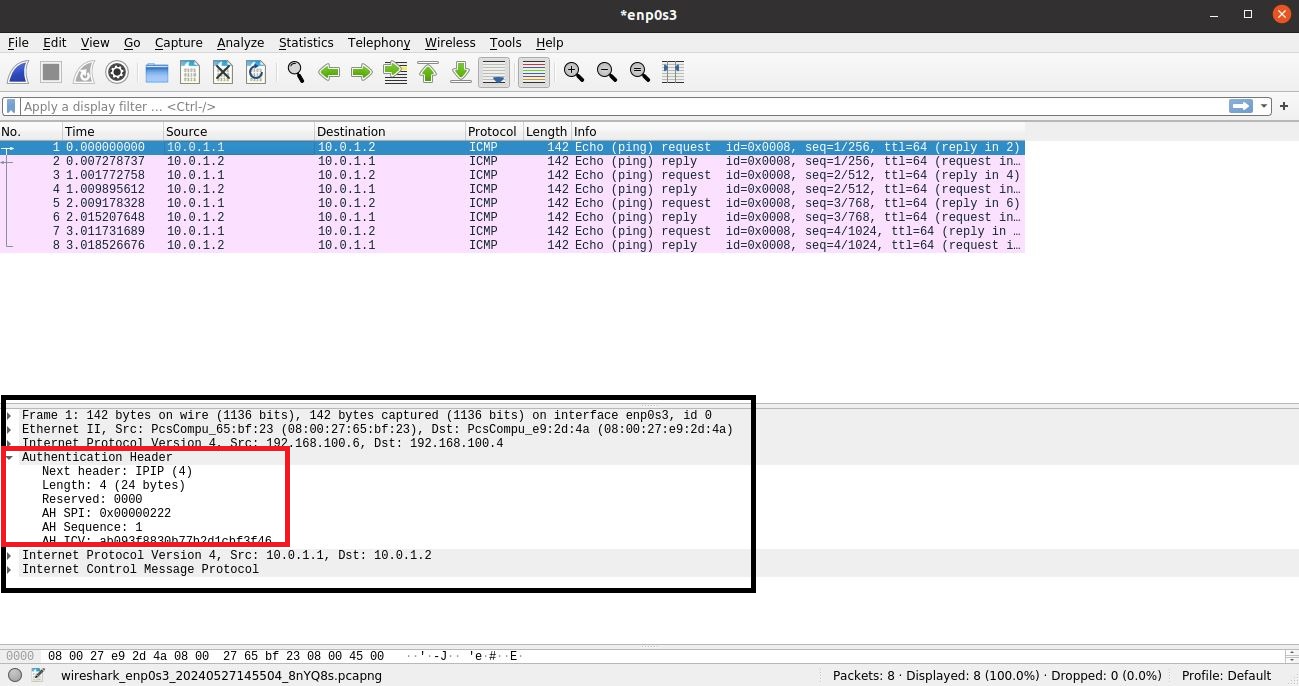 *enp0s3
File Edit View Go Capture Analyze Statistics Telephony Wireless Tools Help
Apply a display filter … <Ctrl-/>
No. Time Source Destination Protocol Length Info
1 0.000000000 10.0.1.1 10.0.1.2 ICMP 142 Echo (ping) request id=0x0008, seq=1/256, ttl=64 (reply in 2)
2 0.007278737 10.0.1.2 10.0.1.1 ICMP 142 Echo (ping) reply id=0x0008, seq=1/256, ttl=64 (request in…
3 1.001772758 10.0.1.1 10.0.1.2 ICMP 142 Echo (ping) request id=0x0008, seq=2/512, ttl=64 (reply in 4)
4 1.009895612 10.0.1.2 10.0.1.1 ICMP 142 Echo (ping) reply id=0x0008, seq=2/512, ttl=64 (request in…
5 2.009178328 10.0.1.1 10.0.1.2 ICMP 142 Echo (ping) request id=0x0008, seq=3/768, ttl=64 (reply in 6)
6 2.015207648 10.0.1.2 10.0.1.1 ICMP 142 Echo (ping) reply id=0x0008, seq=3/768, ttl=64 (request in…
7 3.011731689 10.0.1.1 10.0.1.2 ICMP 142 Echo (ping) request id=0x0008, seq=4/1024, ttl=64 (reply in …
8 3.018526676 10.0.1.2 10.0.1.1 ICMP 142 Echo (ping) reply id=0x0008, seq=4/1024, ttl=64 (request i…
Frame 1: 142 bytes on wire (1136 bits), 142 bytes captured (1136 bits) on interface enp0s3, id 0
Ethernet II, Src: PcsCompu_65:bf:23 (08:00:27:65:bf:23), Dst: PcsCompu_e9:2d:4a (08:00:27:e9:2d:4a)
Internet Protocol Version 4, Src: 192.168.100.6, Dst: 192.168.100.4
Authentication Header
Next header: IPIP (4)
Length: 4 (24 bytes)
Reserved: 0000
AH SPI: 0x00000222
AH Sequence: 1
AH ICV: ab093f8830b77b2d1cbf3f46
Internet Protocol Version 4, Src: 10.0.1.1, Dst: 10.0.1.2
Internet Control Message Protocol
0000 08 00 27 e9 2d 4a 08 00 27 65 bf 23 08 00 45 00 ··'·-J·· 'e·#··E·
wireshark_enp0s3_20240527145504_8nYQ8s.pcapng Packets: 8 · Displayed: 8 (100.0%) · Dropped: 0 (0.0%) Profile: Default